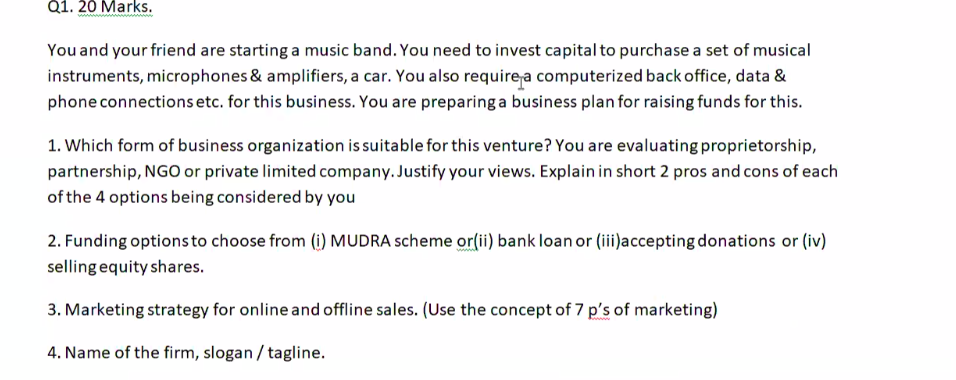 Q1. 20 Marks.
You and your friend are starting a music band. You need to invest capital to purchase a set of musical
instruments, microphones & amplifiers, a car. You also require a computerized back office, data &
phone connections etc. for this business. You are preparing a business plan for raising funds for this.
1. Which form of business organization is suitable for this venture? You are evaluating proprietorship,
partnership, NGO or private limited company. Justify your views. Explain in short 2 pros and cons of each
of the 4 options being considered by you
2. Funding options to choose from (i) MUDRA scheme or(ii) bank loan or (iii)accepting donations or (iv)
selling equity shares.
3. Marketing strategy for online and offline sales. (Use the concept of 7 p's of marketing)
4. Name of the firm, slogan / tagline.